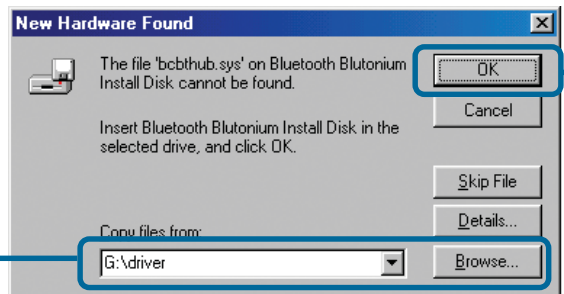 New Hardware Found
The file 'bcbthub.sys' on Bluetooth Blutonium
Install Disk cannot be found.
Insert Bluetooth Blutonium Install Disk in the
selected drive, and click OK.
OK
Cancel
Skip File
Details...
Copy files from:
G:\driver
Browse...